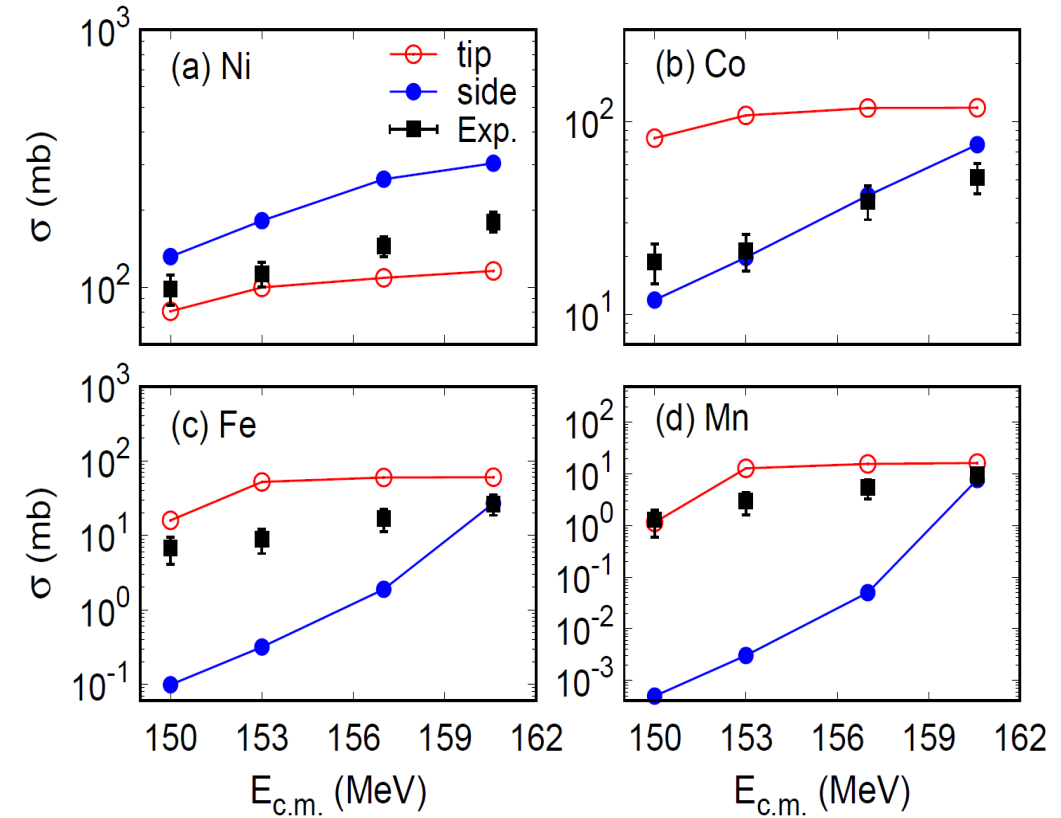 (a) Ni
tip
side
Exp.
10³
10²
σ (mb)
(b) Co
10²
10¹
(c) Fe
10³
10²
10¹
10⁰
10⁻¹
σ (mb)
150 153 156 159 162
E_c.m. (MeV)
(d) Mn
10²
10¹
10⁰
10⁻¹
10⁻²
10⁻³
150 153 156 159 162
E_c.m. (MeV)